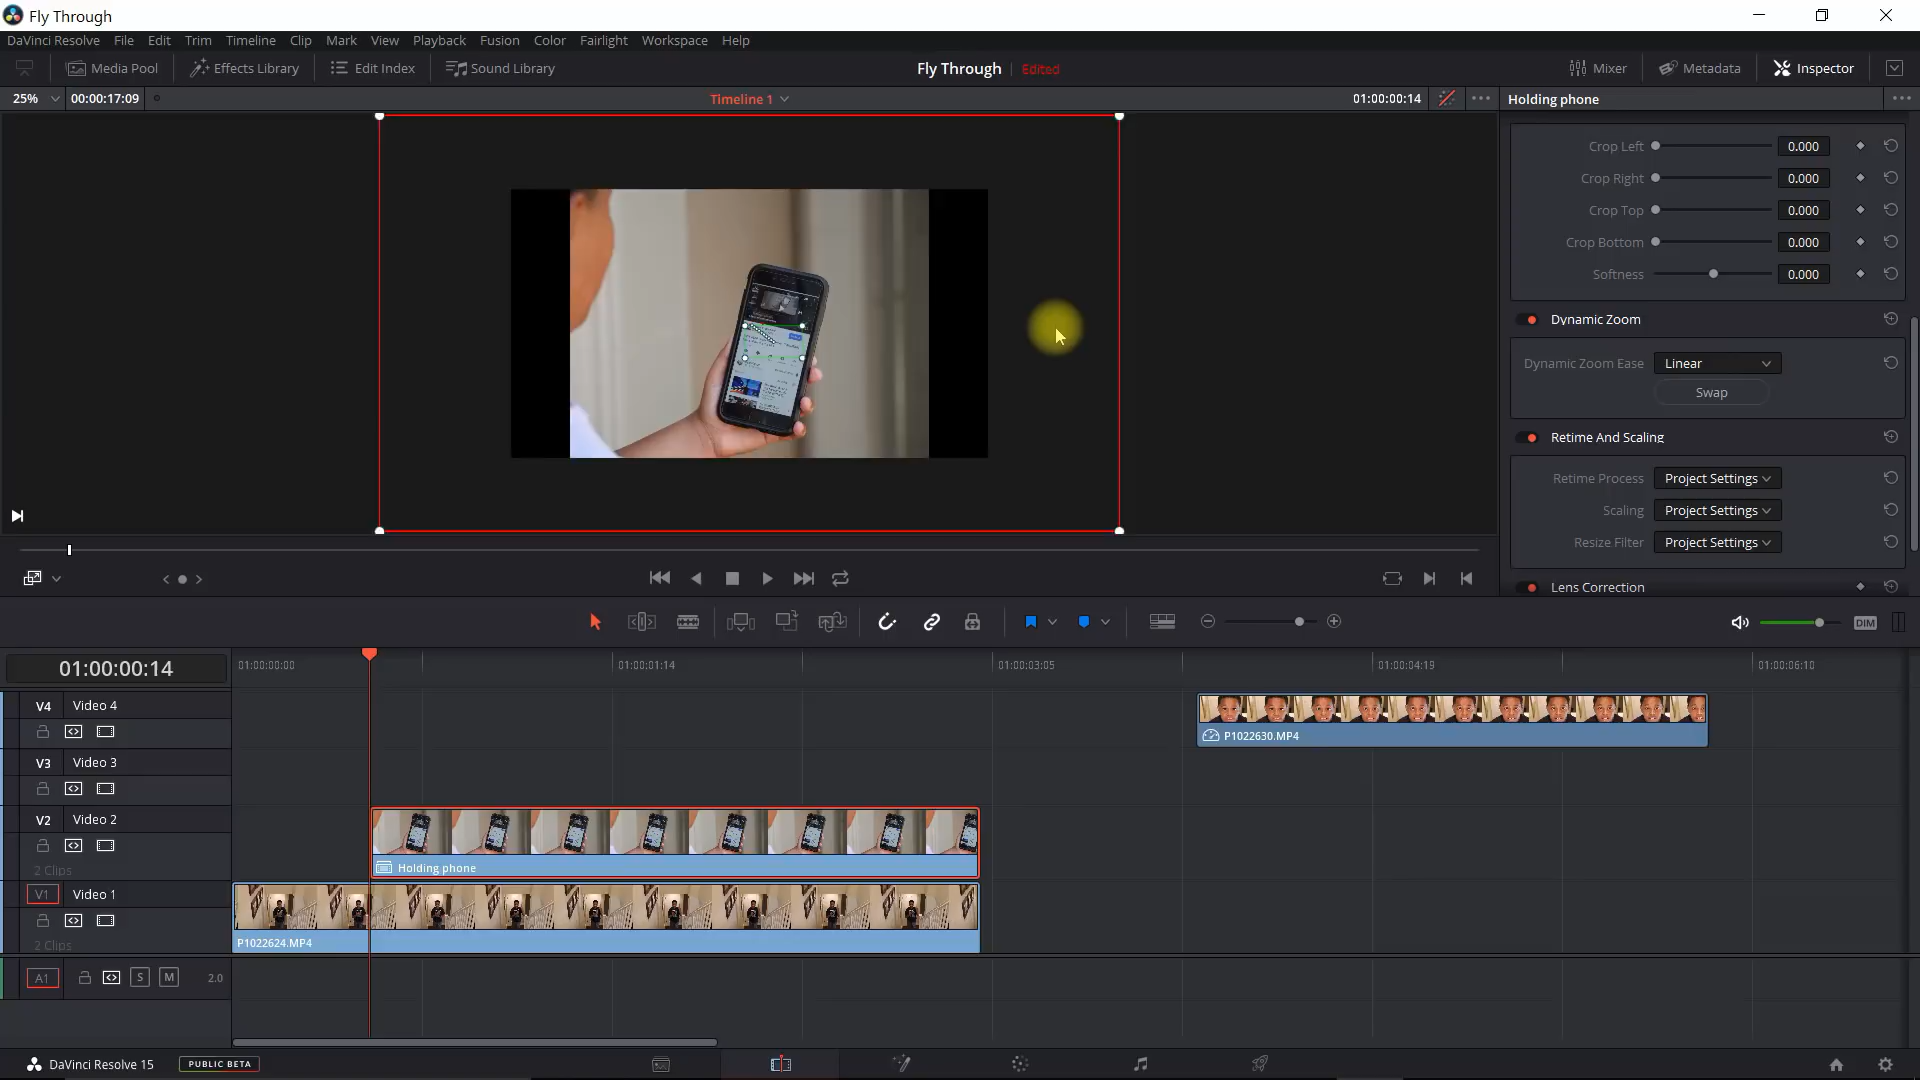 Fly Through
DaVinci Resolve File Edit Trim Timeline Clip Mark View Playback Fusion Color Fairlight Workspace Help
Media Pool Effects Library Edit Index Sound Library Fly Through Edited Mixer Metadata Inspector
25% 00:00:17:09 Timeline 1 01:00:00:14 Holding phone
Crop Left 0.000
Crop Right 0.000
Crop Top 0.000
Crop Bottom 0.000
Softness 0.000
Dynamic Zoom
Dynamic Zoom Ease Linear
Swap
Retime And Scaling
Retime Process Project Settings
Scaling Project Settings
Resize Filter Project Settings
Lens Correction
DIM
01:00:00:14 01:00:00:00 01:00:01:14 01:00:03:05 01:00:04:19 01:00:06:10
V4 Video 4
P1022630.MP4
V3 Video 3
V2 Video 2
2 Clips
Holding phone
V1 Video 1
2 Clips
P1022624.MP4
A1 S M 2.0
DaVinci Resolve 15 PUBLIC BETA